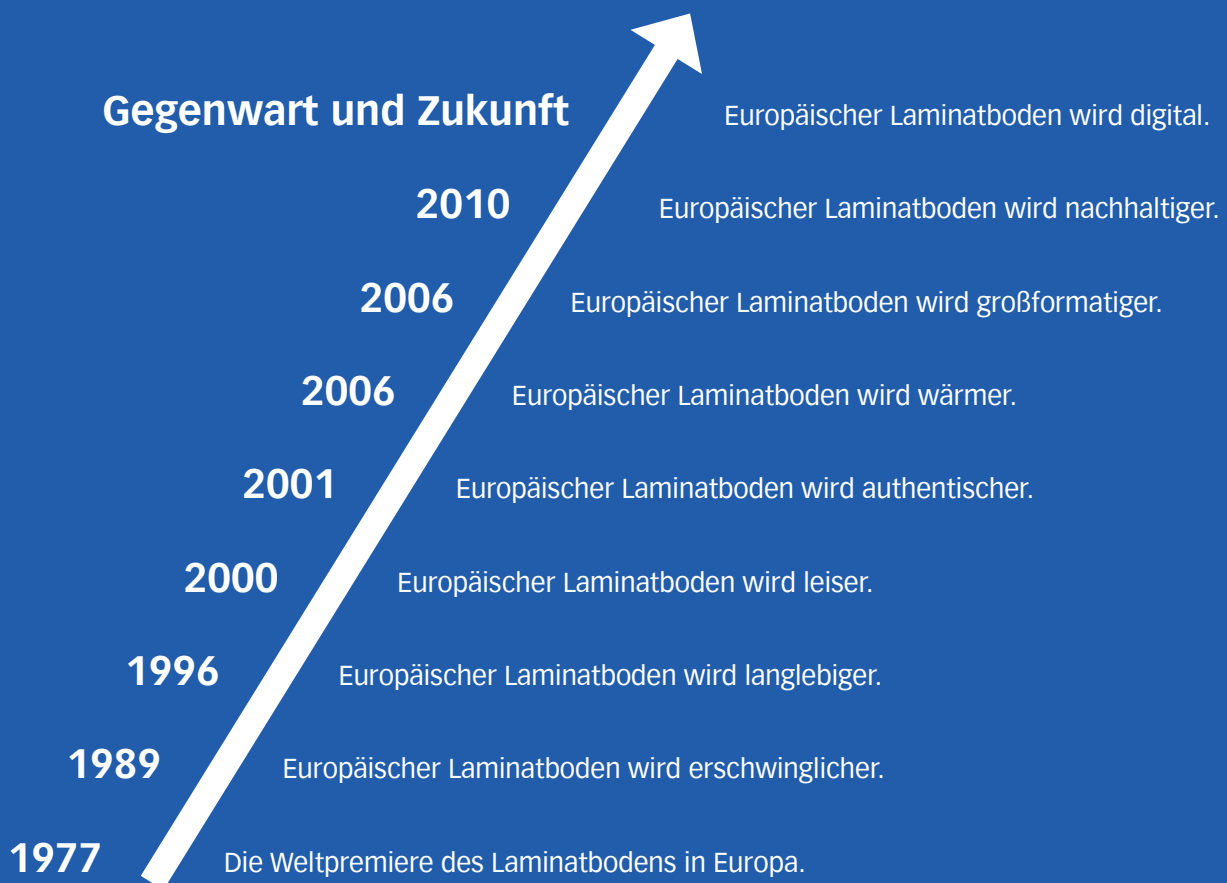 Gegenwart und Zukunft Europäischer Laminatboden wird digital.
2010 Europäischer Laminatboden wird nachhaltiger.
2006 Europäischer Laminatboden wird großformatiger.
2006 Europäischer Laminatboden wird wärmer.
2001 Europäischer Laminatboden wird authentischer.
2000 Europäischer Laminatboden wird leiser.
1996 Europäischer Laminatboden wird langlebiger.
1989 Europäischer Laminatboden wird erschwinglicher.
1977 Die Weltpremiere des Laminatbodens in Europa.